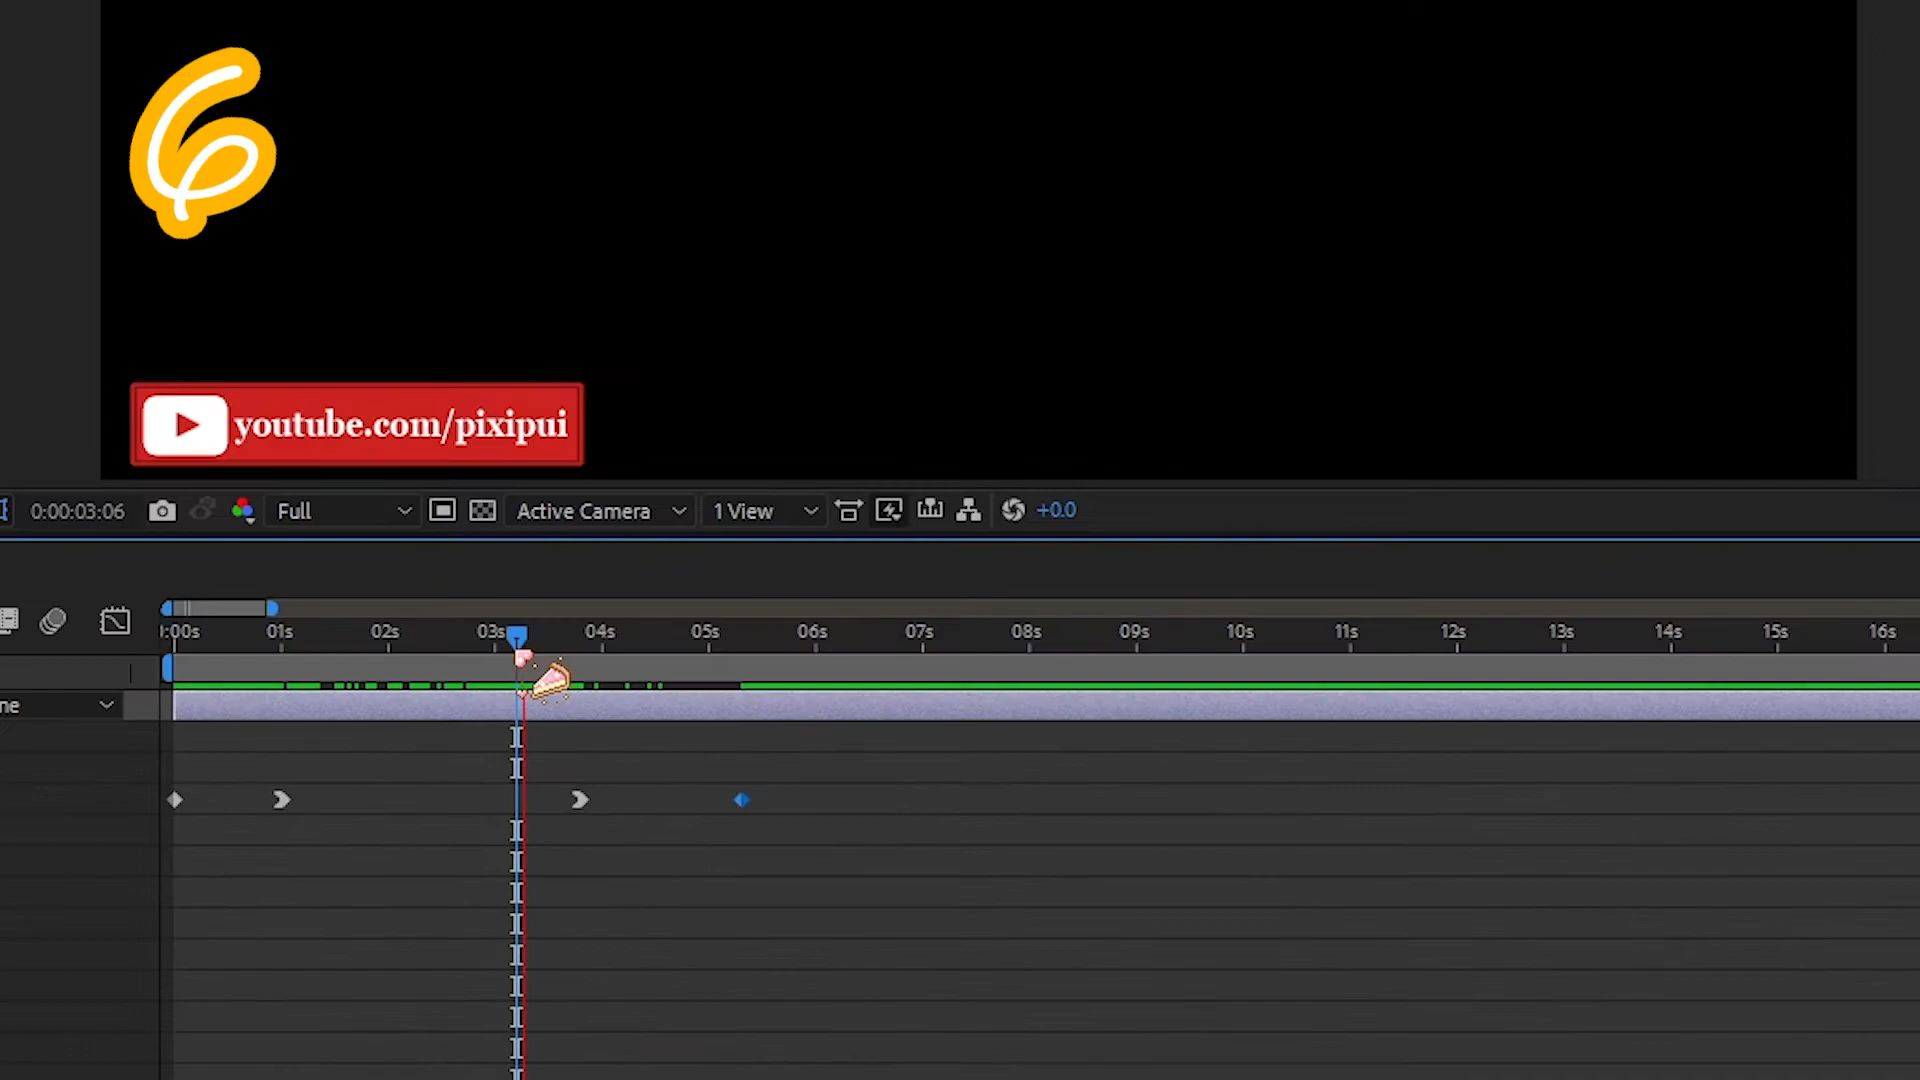 6
youtube.com/pixipui
0:00:03:06 Full Active Camera 1 View +0.0
:00s 01s 02s 03s 04s 05s 06s 07s 08s 09s 10s 11s 12s 13s 14s 15s 16s
ne